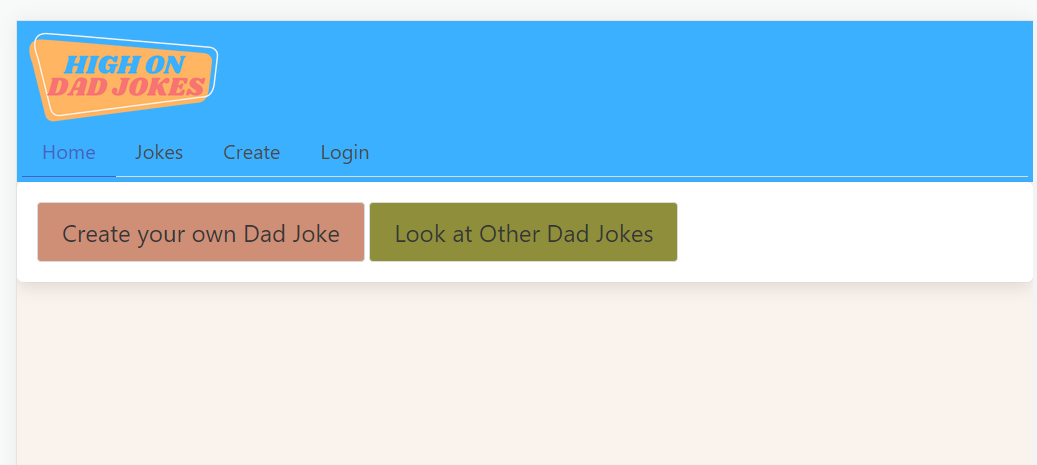 HIGH ON
DAD JOKES
Home Jokes Create Login
Create your own Dad Joke Look at Other Dad Jokes